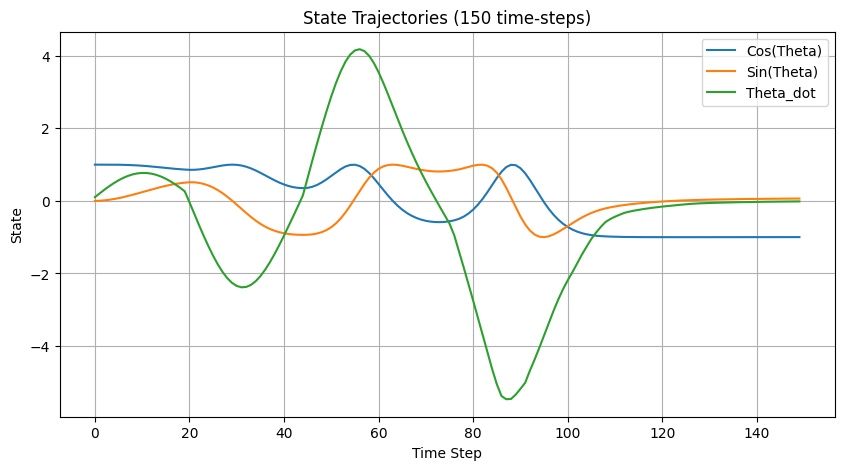 State Trajectories (150 time-steps)
Cos(Theta)
Sin(Theta)
Theta_dot
4
2
0
−2
−4
State
0
20
40
60
80
100
120
140
Time Step